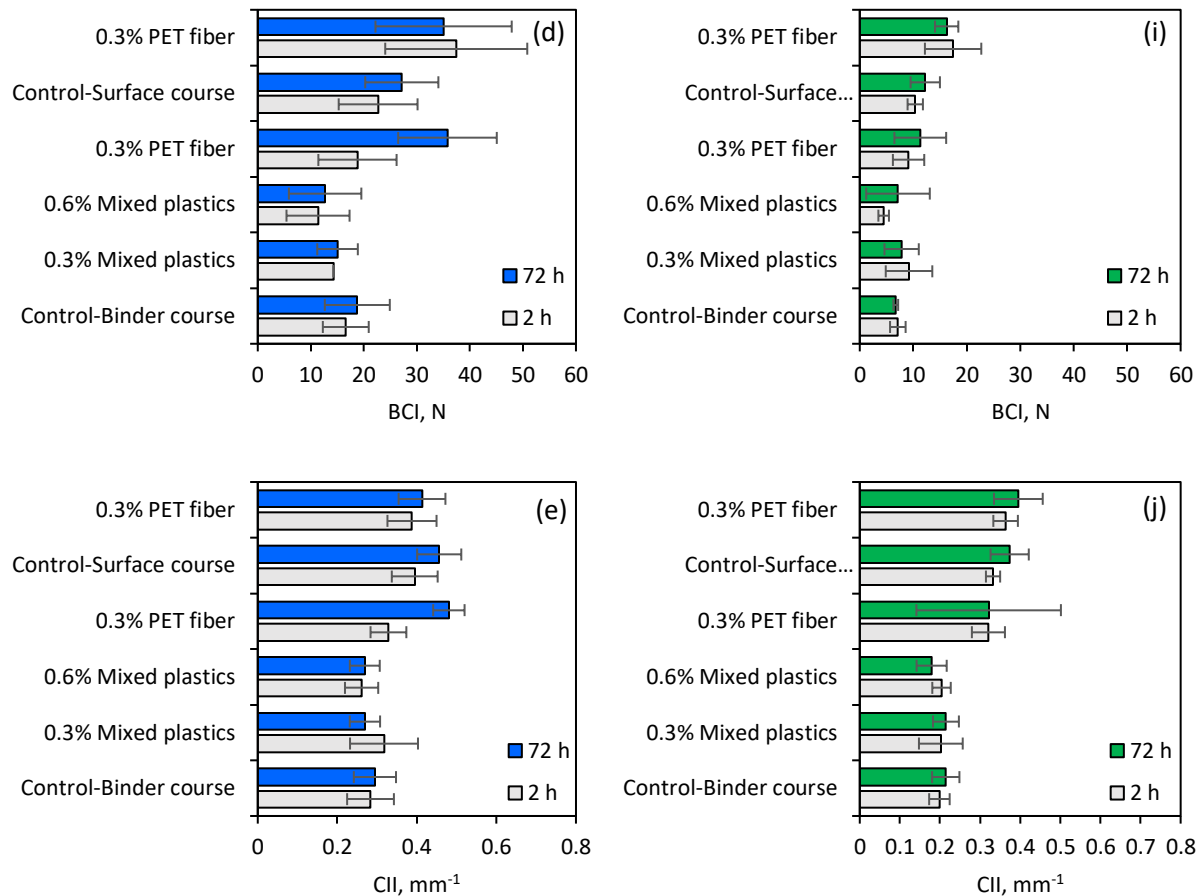 (d)
0.3% PET fiber
Control-Surface course
0.3% PET fiber
0.6% Mixed plastics
0.3% Mixed plastics
Control-Binder course
72 h
2 h
0 10 20 30 40 50 60
BCI, N
(i)
0.3% PET fiber
Control-Surface...
0.3% PET fiber
0.6% Mixed plastics
0.3% Mixed plastics
Control-Binder course
72 h
2 h
0 10 20 30 40 50 60
BCI, N
(e)
0.3% PET fiber
Control-Surface course
0.3% PET fiber
0.6% Mixed plastics
0.3% Mixed plastics
Control-Binder course
72 h
2 h
0 0.2 0.4 0.6 0.8
CII, mm⁻¹
(j)
0.3% PET fiber
Control-Surface...
0.3% PET fiber
0.6% Mixed plastics
0.3% Mixed plastics
Control-Binder course
72 h
2 h
0 0.1 0.2 0.3 0.4 0.5 0.6 0.7 0.8
CII, mm⁻¹